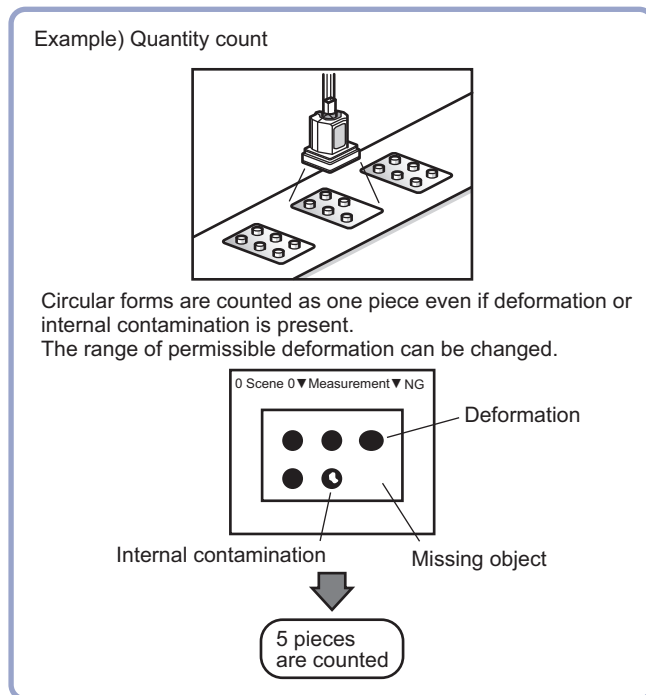 Example) Quantity count
Circular forms are counted as one piece even if deformation or
internal contamination is present.
The range of permissible deformation can be changed.
0 Scene 0▼Measurement▼ NG
Deformation
Internal contamination
Missing object
5 pieces
are counted